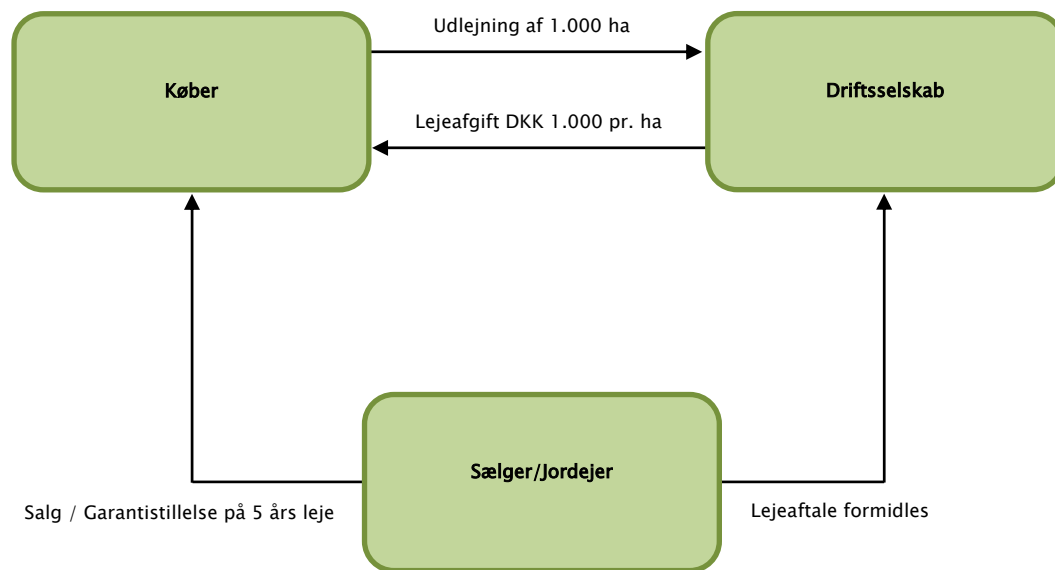 Udlejning af 1.000 ha
Køber
Driftsselskab
Lejeafgift DKK 1.000 pr. ha
Sælger/Jordejer
Salg / Garantistillelse på 5 års leje
Lejeaftale formidles